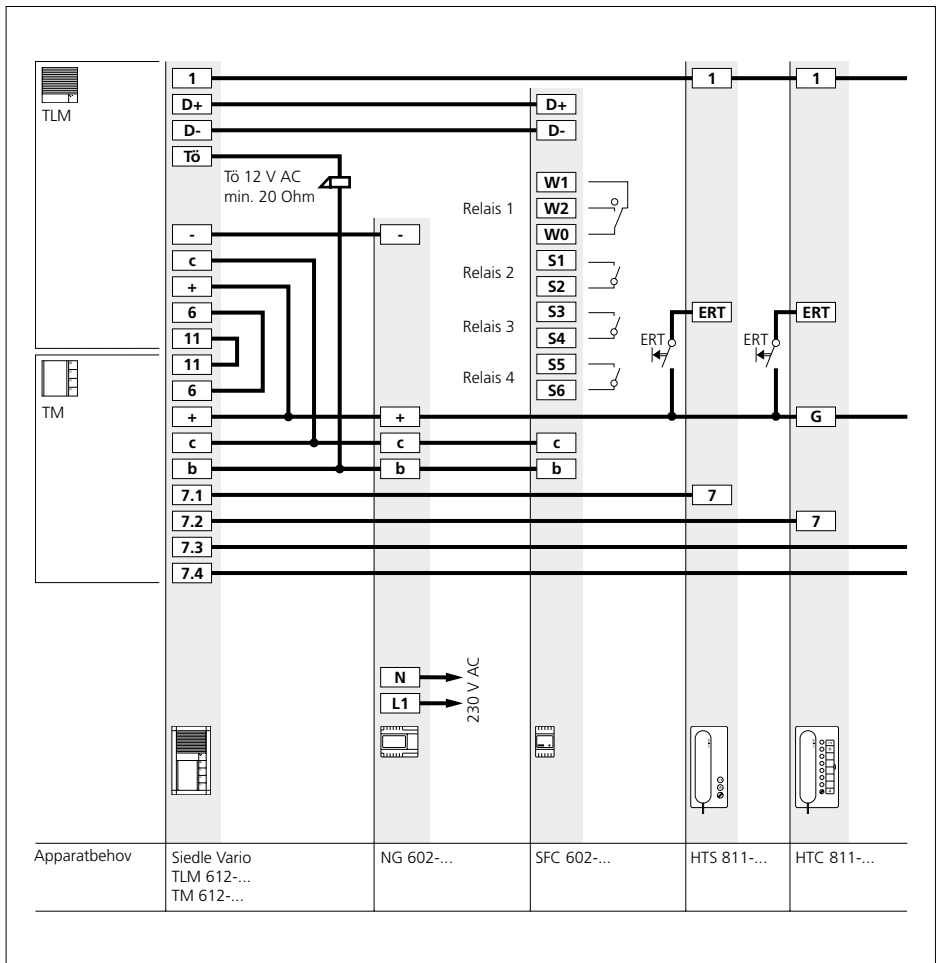 1 1 1
TLM
D+ D+
D- D-
Tö
Tö 12 V AC
min. 20 Ohm
W1
Relais 1 W2
- - W0
c S1
Relais 2
+ S2
6 S3 ERT ERT
Relais 3
11 S4 ERT ERT
11 S5
Relais 4
6 S6
TM
+ + G
c c c
b b b
7.1 7
7.2 7
7.3
7.4
N
L1
230 V AC
Apparatbehov
Siedle Vario
TLM 612-...
TM 612-...
NG 602-...
SFC 602-...
HTS 811-...
HTC 811-...